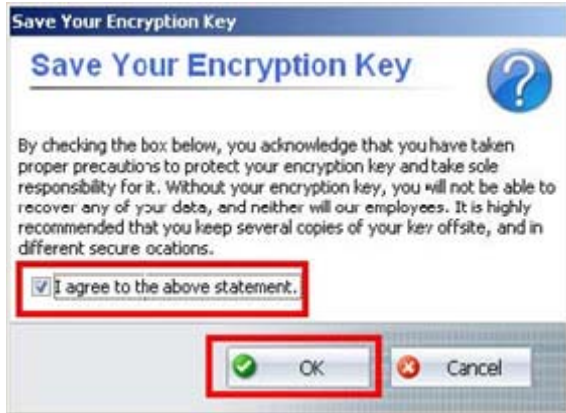 Save Your Encryption Key
Save Your Encryption Key
By checking the box below, you acknowledge that you have taken
proper precautions to protect your encryption key and take sole
responsibility for it. Without your encryption key, you will not be able to
recover any of your data, and neither will our employees. It is highly
recommended that you keep several copies of your key offsite, and in
different secure ocations.
I agree to the above statement.
OK
Cancel